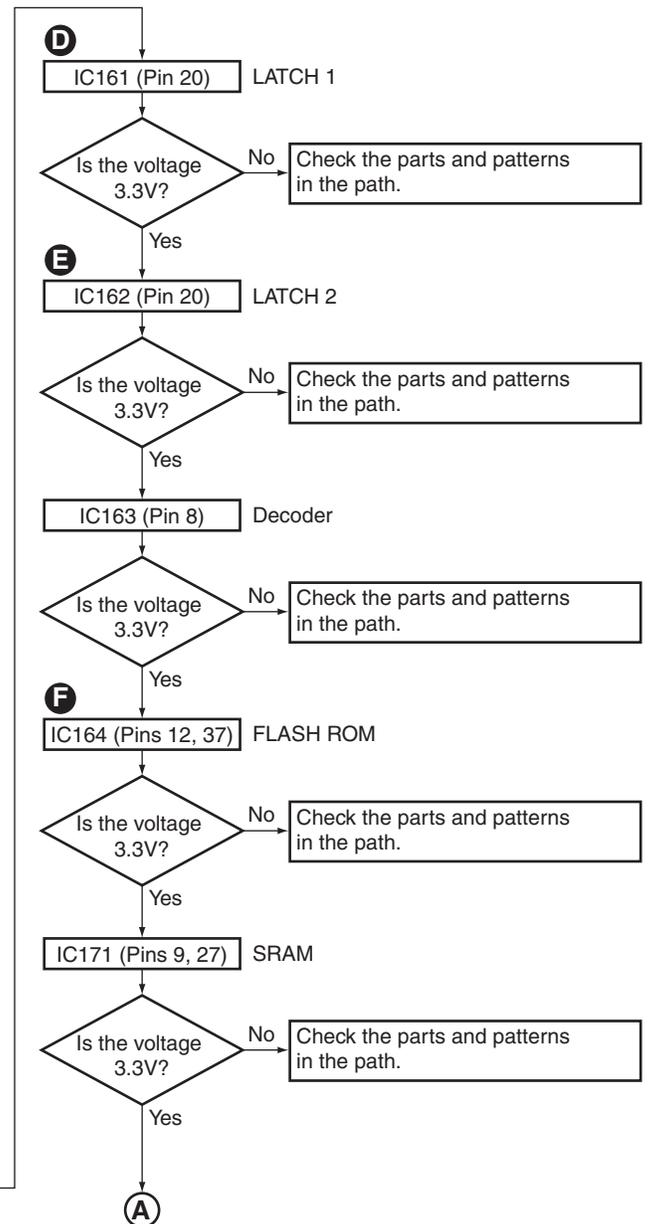 D
IC161 (Pin 20) LATCH 1
Is the voltage
3.3V?
No
Check the parts and patterns
in the path.
Yes
E
IC162 (Pin 20) LATCH 2
Is the voltage
3.3V?
No
Check the parts and patterns
in the path.
Yes
IC163 (Pin 8) Decoder
Is the voltage
3.3V?
No
Check the parts and patterns
in the path.
Yes
F
IC164 (Pins 12, 37) FLASH ROM
Is the voltage
3.3V?
No
Check the parts and patterns
in the path.
Yes
IC171 (Pins 9, 27) SRAM
Is the voltage
3.3V?
No
Check the parts and patterns
in the path.
Yes
A